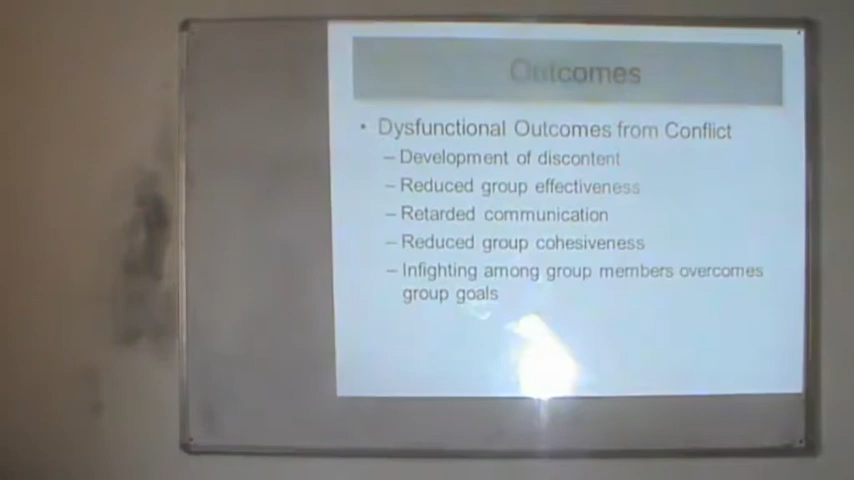 Outcomes
• Dysfunctional Outcomes from Conflict
– Development of discontent
– Reduced group effectiveness
– Retarded communication
– Reduced group cohesiveness
– Infighting among group members overcomes
group goals